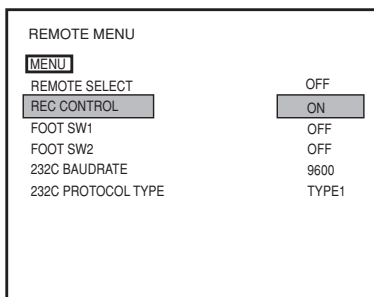 REMOTE MENU
MENU
REMOTE SELECT OFF
REC CONTROL ON
FOOT SW1 OFF
FOOT SW2 OFF
232C BAUDRATE 9600
232C PROTOCOL TYPE TYPE1